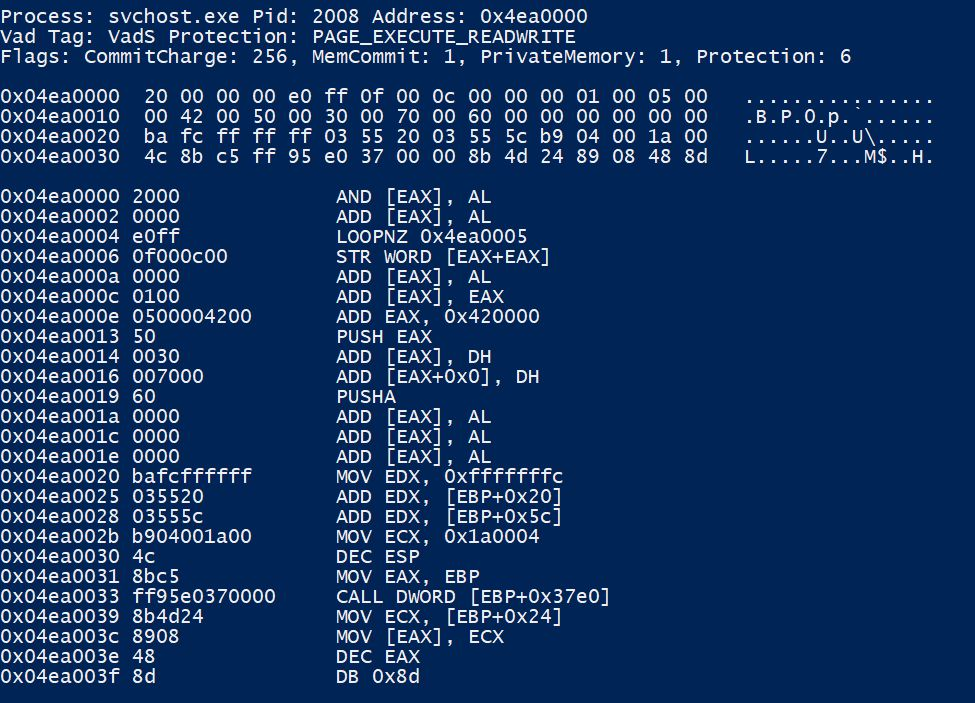 Process: svchost.exe Pid: 2008 Address: 0x4ea0000
Vad Tag: VadS Protection: PAGE_EXECUTE_READWRITE
Flags: CommitCharge: 256, MemCommit: 1, PrivateMemory: 1, Protection: 6
0x04ea0000 20 00 00 00 e0 ff 0f 00 0c 00 00 00 01 00 05 00 ................
0x04ea0010 00 42 00 50 00 30 00 70 00 60 00 00 00 00 00 00 .B.P.O.p.`......
0x04ea0020 ba fc ff ff ff 03 55 20 03 55 5c b9 04 00 1a 00 ......U..U\.....
0x04ea0030 4c 8b c5 ff 95 e0 37 00 00 8b 4d 24 89 08 48 8d L.....7...M$..H.
0x04ea0000 2000 AND [EAX], AL
0x04ea0002 0000 ADD [EAX], AL
0x04ea0004 e0ff LOOPNZ 0x4ea0005
0x04ea0006 0f000c00 STR WORD [EAX+EAX]
0x04ea000a 0000 ADD [EAX], AL
0x04ea000c 0100 ADD [EAX], EAX
0x04ea000e 0500004200 ADD EAX, 0x420000
0x04ea0013 50 PUSH EAX
0x04ea0014 0030 ADD [EAX], DH
0x04ea0016 007000 ADD [EAX+0x0], DH
0x04ea0019 60 PUSHA
0x04ea001a 0000 ADD [EAX], AL
0x04ea001c 0000 ADD [EAX], AL
0x04ea001e 0000 ADD [EAX], AL
0x04ea0020 bafcffffff MOV EDX, 0xfffffffc
0x04ea0025 035520 ADD EDX, [EBP+0x20]
0x04ea0028 03555c ADD EDX, [EBP+0x5c]
0x04ea002b b904001a00 MOV ECX, 0x1a0004
0x04ea0030 4c DEC ESP
0x04ea0031 8bc5 MOV EAX, EBP
0x04ea0033 ff95e0370000 CALL DWORD [EBP+0x37e0]
0x04ea0039 8b4d24 MOV ECX, [EBP+0x24]
0x04ea003c 8908 MOV [EAX], ECX
0x04ea003e 48 DEC EAX
0x04ea003f 8d DB 0x8d